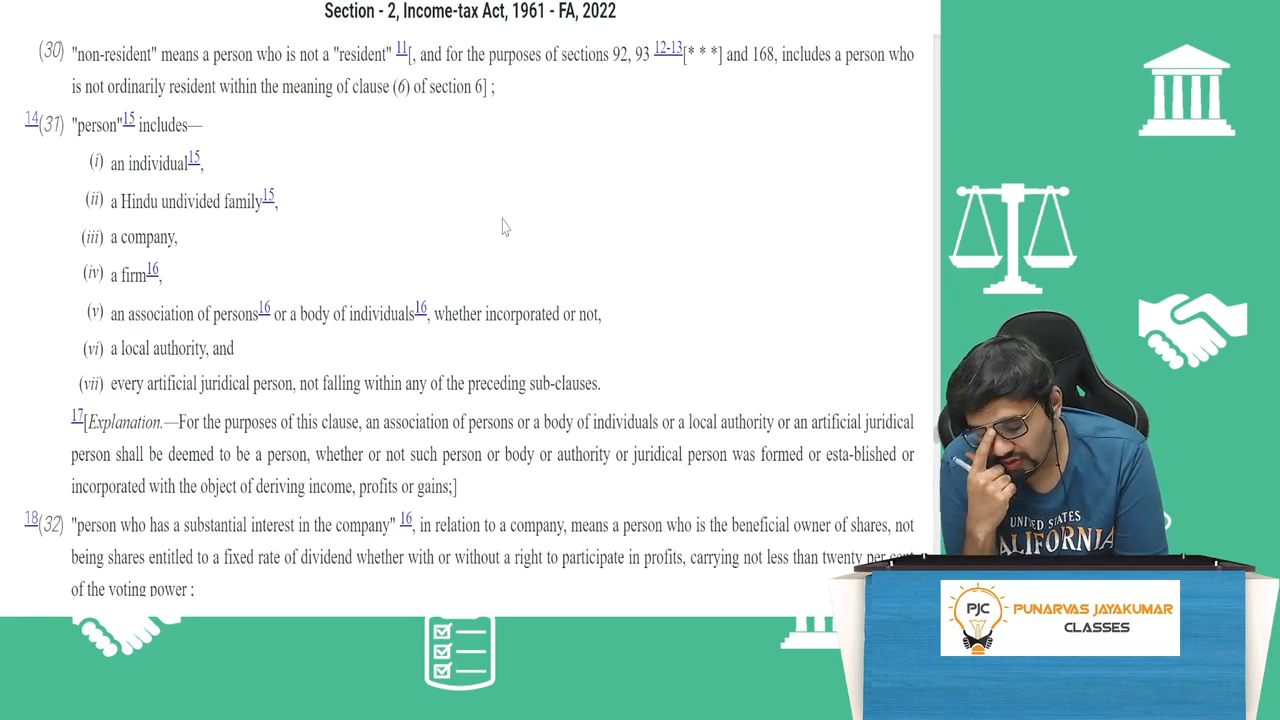 Section - 2, Income-tax Act, 1961 - FA, 2022
(30) "non-resident" means a person who is not a "resident" 11[, and for the purposes of sections 92, 93 12-13[* * *] and 168, includes a person who
is not ordinarily resident within the meaning of clause (6) of section 6] ;
14(31) "person"15 includes—
(i) an individual15,
(ii) a Hindu undivided family15,
(iii) a company,
(iv) a firm16,
(v) an association of persons16 or a body of individuals16, whether incorporated or not,
(vi) a local authority, and
(vii) every artificial juridical person, not falling within any of the preceding sub-clauses.
17[Explanation.—For the purposes of this clause, an association of persons or a body of individuals or a local authority or an artificial juridical
person shall be deemed to be a person, whether or not such person or body or authority or juridical person was formed or esta-blished or
incorporated with the object of deriving income, profits or gains;]
18(32) "person who has a substantial interest in the company" 16, in relation to a company, means a person who is the beneficial owner of shares, not
being shares entitled to a fixed rate of dividend whether with or without a right to participate in profits, carrying not less than twenty per cent
of the voting power ;
UNITED STATES
CALIFORNIA
PJC
PUNARVAS JAYAKUMAR
CLASSES